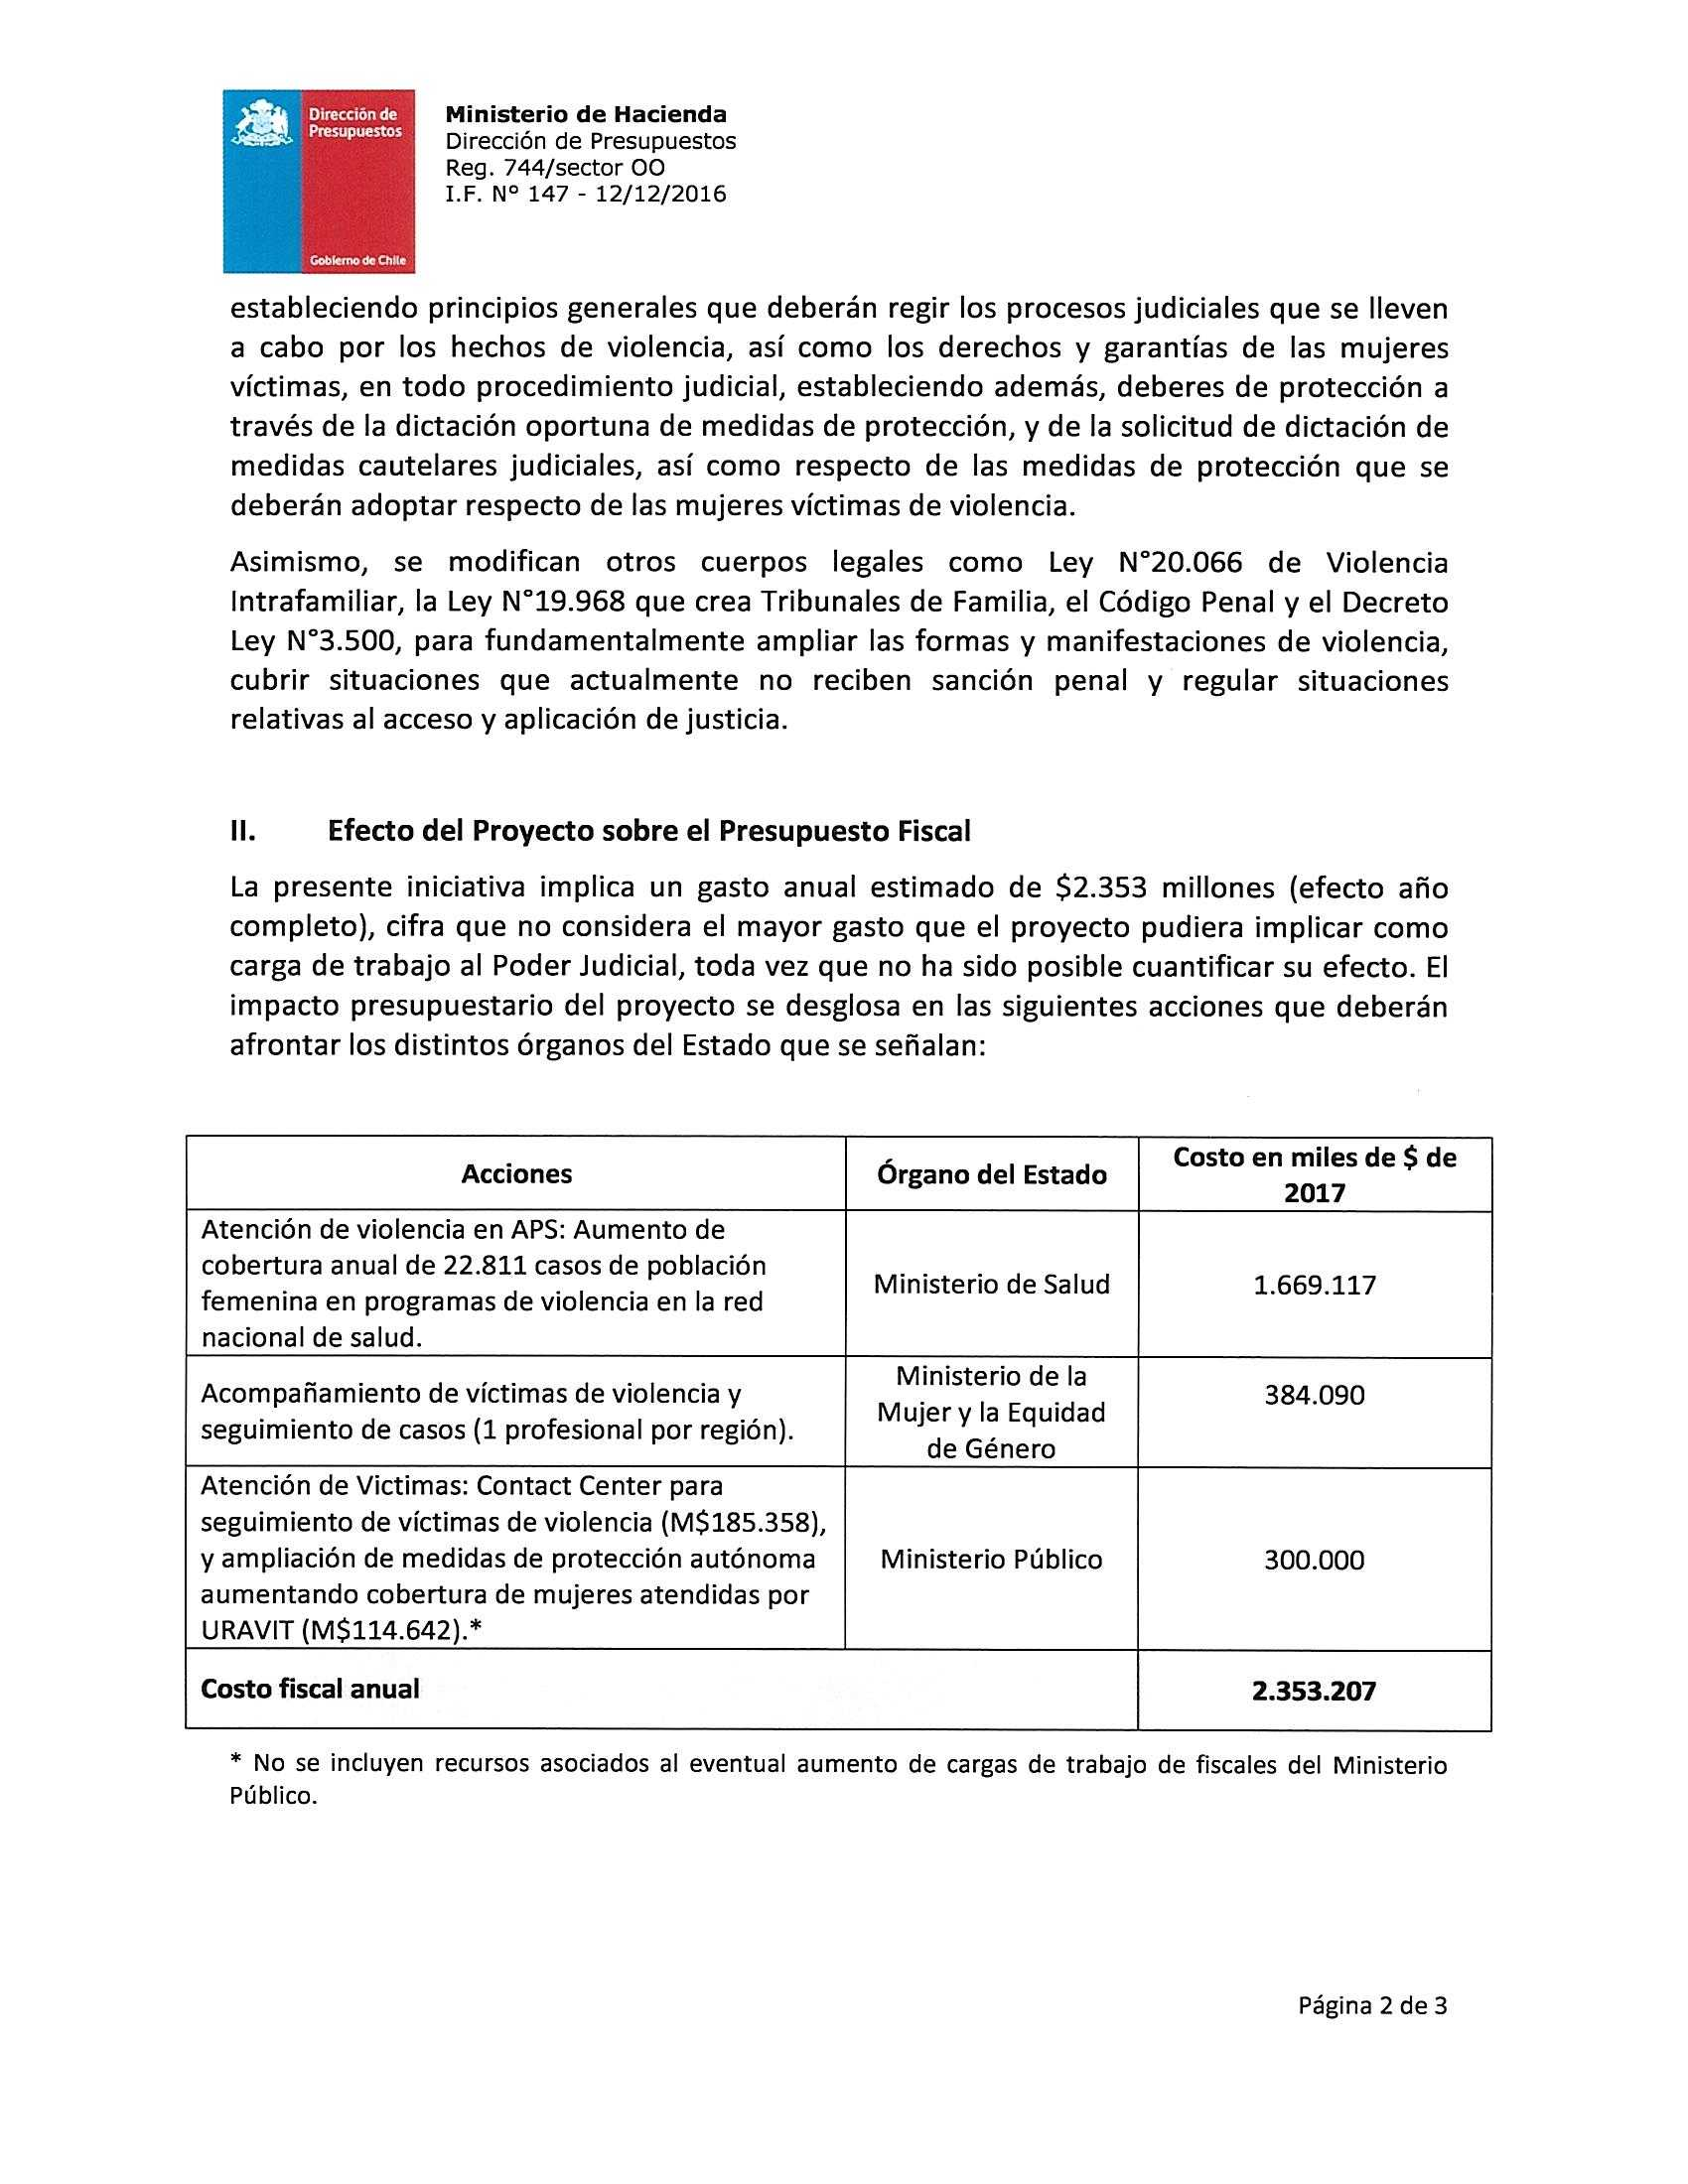 Dirección de
Presupuestos
Gobierno de Chile
Ministerio de Hacienda
Dirección de Presupuestos
Reg. 744/sector OO
I.F. N° 147 - 12/12/2016
estableciendo principios generales que deberán regir los procesos judiciales que se lleven
a cabo por los hechos de violencia, así como los derechos y garantías de las mujeres
víctimas, en todo procedimiento judicial, estableciendo además, deberes de protección a
través de la dictación oportuna de medidas de protección, y de la solicitud de dictación de
medidas cautelares judiciales, así como respecto de las medidas de protección que se
deberán adoptar respecto de las mujeres víctimas de violencia.
Asimismo, se modifican otros cuerpos legales como Ley N°20.066 de Violencia
Intrafamiliar, la Ley N°19.968 que crea Tribunales de Familia, el Código Penal y el Decreto
Ley N°3.500, para fundamentalmente ampliar las formas y manifestaciones de violencia,
cubrir situaciones que actualmente no reciben sanción penal y regular situaciones
relativas al acceso y aplicación de justicia.
II. Efecto del Proyecto sobre el Presupuesto Fiscal
La presente iniciativa implica un gasto anual estimado de $2.353 millones (efecto año
completo), cifra que no considera el mayor gasto que el proyecto pudiera implicar como
carga de trabajo al Poder Judicial, toda vez que no ha sido posible cuantificar su efecto. El
impacto presupuestario del proyecto se desglosa en las siguientes acciones que deberán
afrontar los distintos órganos del Estado que se señalan:
Acciones
Órgano del Estado
Costo en miles de $ de
2017
Atención de violencia en APS: Aumento de
cobertura anual de 22.811 casos de población
femenina en programas de violencia en la red
nacional de salud.
Ministerio de Salud
1.669.117
Acompañamiento de víctimas de violencia y
seguimiento de casos (1 profesional por región).
Ministerio de la
Mujer y la Equidad
de Género
384.090
Atención de Victimas: Contact Center para
seguimiento de víctimas de violencia (M$185.358),
y ampliación de medidas de protección autónoma
aumentando cobertura de mujeres atendidas por
URAVIT (M$114.642).*
Ministerio Público
300.000
Costo fiscal anual
2.353.207
* No se incluyen recursos asociados al eventual aumento de cargas de trabajo de fiscales del Ministerio
Público.
Página 2 de 3